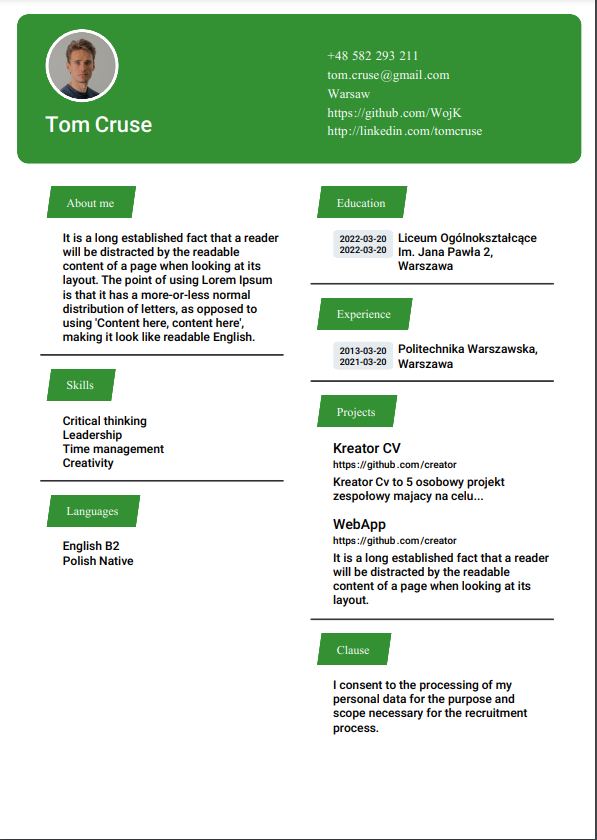 Tom Cruse
+48 582 293 211
tom.cruse@gmail.com
Warsaw
https://github.com/WojK
http://linkedin.com/tomcruse
About me
It is a long established fact that a reader
will be distracted by the readable
content of a page when looking at its
layout. The point of using Lorem Ipsum
is that it has a more-or-less normal
distribution of letters, as opposed to
using 'Content here, content here',
making it look like readable English.
Skills
Critical thinking
Leadership
Time management
Creativity
Languages
English B2
Polish Native
Education
2022-03-20
2022-03-20
Liceum Ogólnokształcące
Im. Jana Pawła 2,
Warszawa
Experience
2013-03-20
2021-03-20
Politechnika Warszawska,
Warszawa
Projects
Kreator CV
https://github.com/creator
Kreator Cv to 5 osobowy projekt
zespołowy majacy na celu...
WebApp
https://github.com/creator
It is a long established fact that a reader
will be distracted by the readable
content of a page when looking at its
layout.
Clause
I consent to the processing of my
personal data for the purpose and
scope necessary for the recruitment
process.